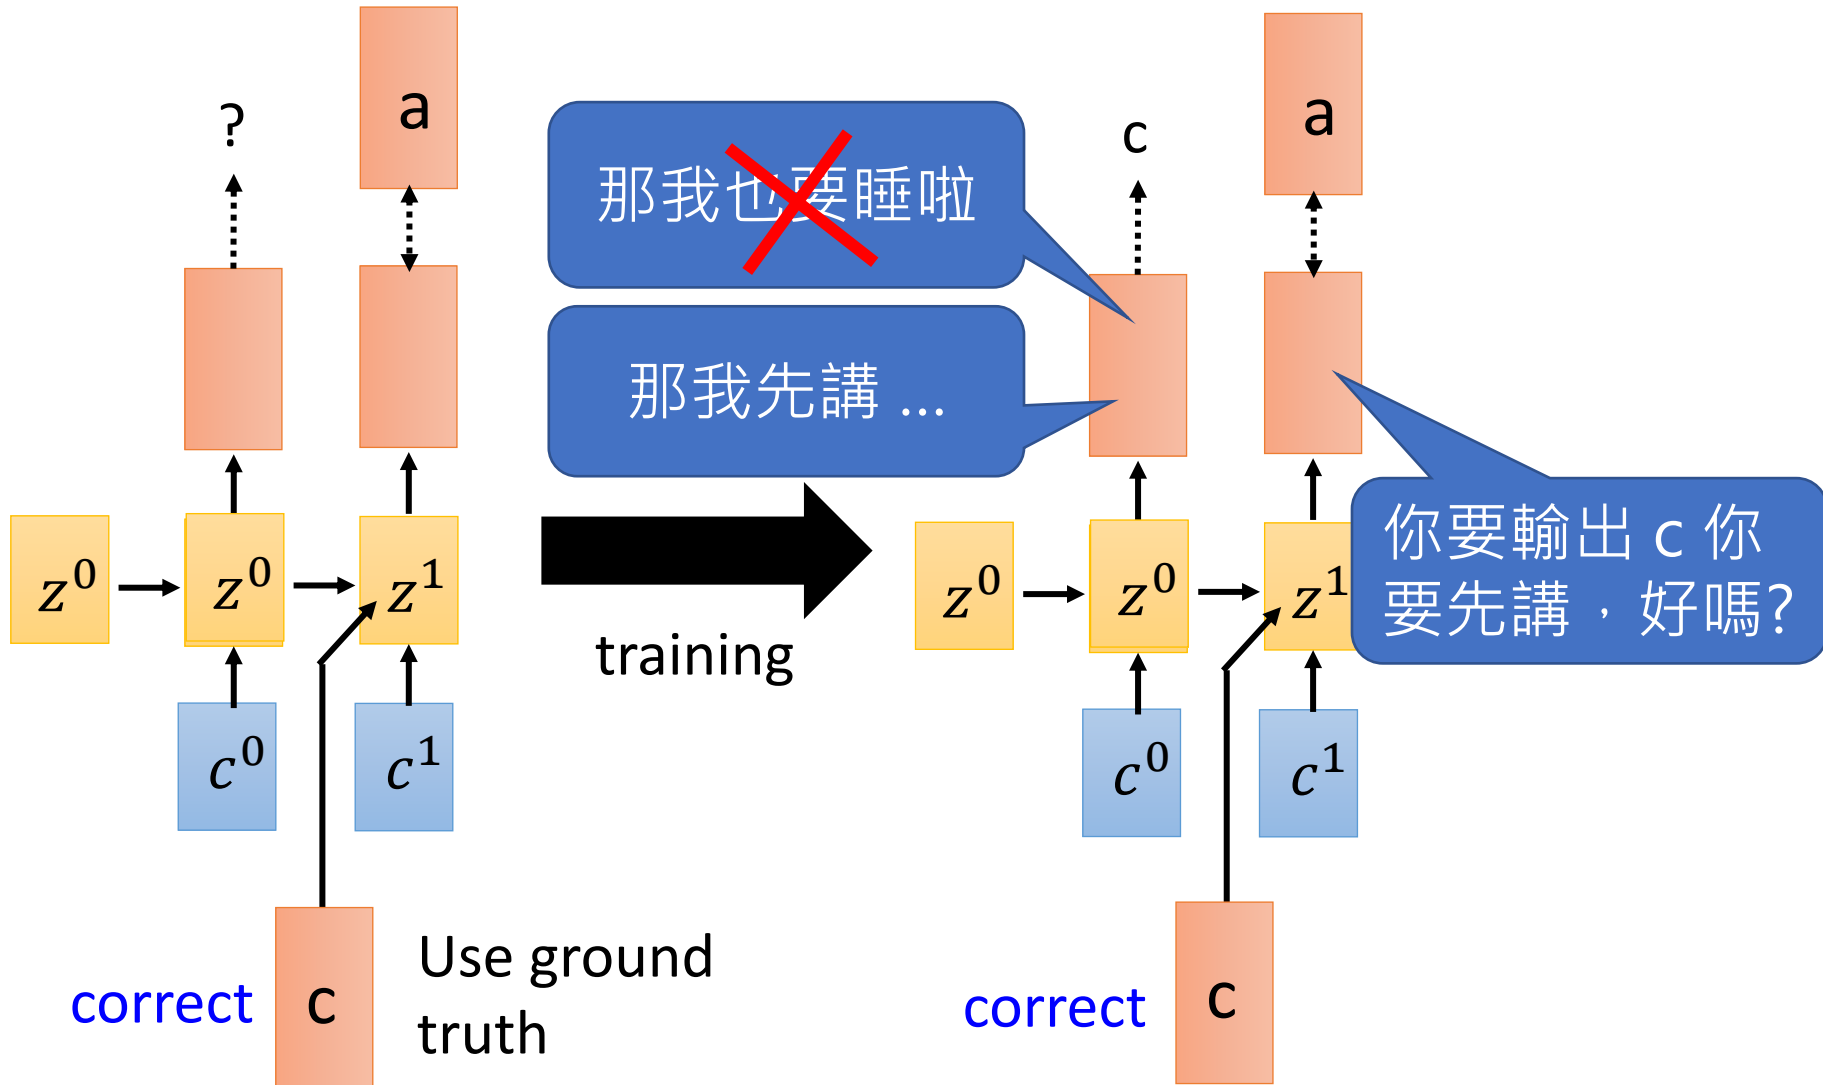 ?
a
z⁰
z⁰
z¹
c⁰
c¹
correct
c
Use ground
truth
那我也要睡啦
那我先講 ...
training
c
a
z⁰
z⁰
z¹
你要輸出 c 你
要先講，好嗎?
c⁰
c¹
correct
c